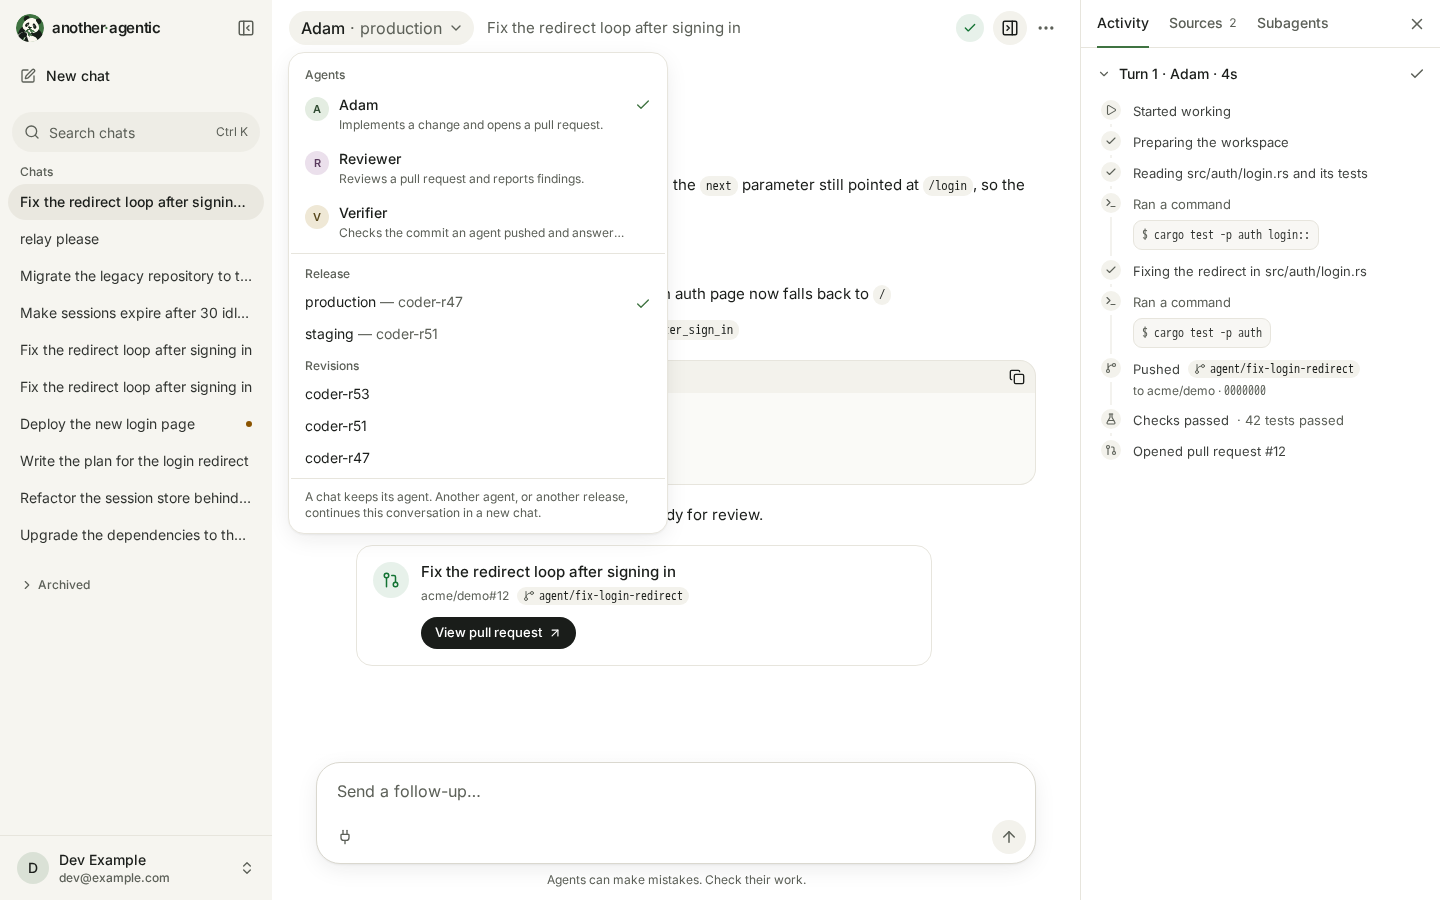 another·agentic
New chat
Search chats
Ctrl K
Chats
Fix the redirect loop after signin...
relay please
Migrate the legacy repository to t...
Make sessions expire after 30 idl...
Fix the redirect loop after signing in
Fix the redirect loop after signing in
Deploy the new login page
Write the plan for the login redirect
Refactor the session store behind...
Upgrade the dependencies to th...
Archived
D
Dev Example
dev@example.com
Adam · production
Fix the redirect loop after signing in
Agents
A
Adam
Implements a change and opens a pull request.
R
Reviewer
Reviews a pull request and reports findings.
V
Verifier
Checks the commit an agent pushed and answer...
Release
production — coder-r47
staging — coder-r51
Revisions
coder-r53
coder-r51
coder-r47
A chat keeps its agent. Another agent, or another release,
continues this conversation in a new chat.
the next parameter still pointed at /login, so the
auth page now falls back to /
er_sign_in
for review.
Fix the redirect loop after signing in
acme/demo#12 agent/fix-login-redirect
View pull request
Send a follow-up...
Agents can make mistakes. Check their work.
Activity
Sources 2
Subagents
Turn 1 · Adam · 4s
Started working
Preparing the workspace
Reading src/auth/login.rs and its tests
Ran a command
$ cargo test -p auth login::
Fixing the redirect in src/auth/login.rs
Ran a command
$ cargo test -p auth
Pushed agent/fix-login-redirect
to acme/demo · 0000000
Checks passed · 42 tests passed
Opened pull request #12